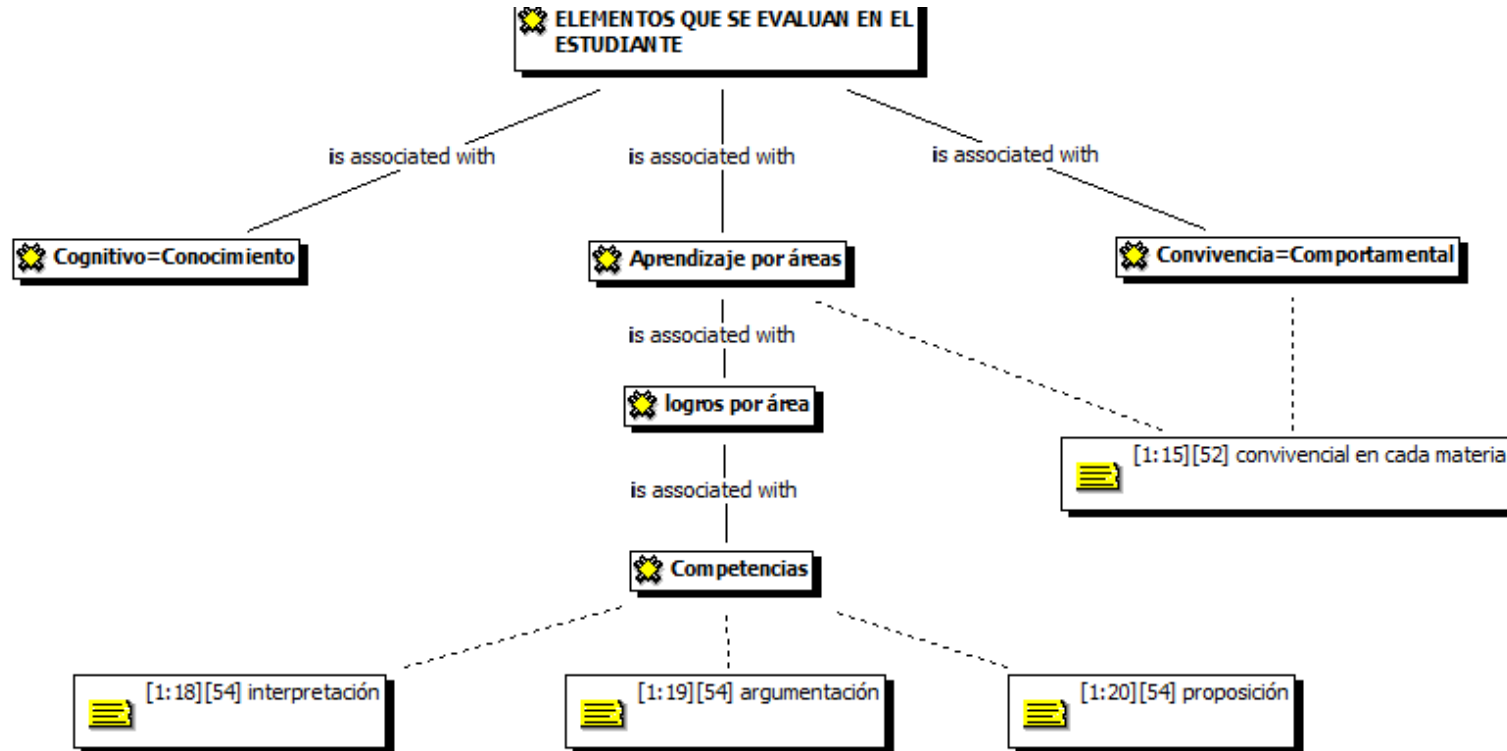 ELEMENTOS QUE SE EVALUAN EN EL
ESTUDIANTE
is associated with
is associated with
is associated with
Cognitivo=Conocimiento
Aprendizaje por áreas
Convivencia=Comportamental
is associated with
logros por área
[1:15][52] convivencial en cada materia
is associated with
Competencias
[1:18][54] interpretación
[1:19][54] argumentación
[1:20][54] proposición